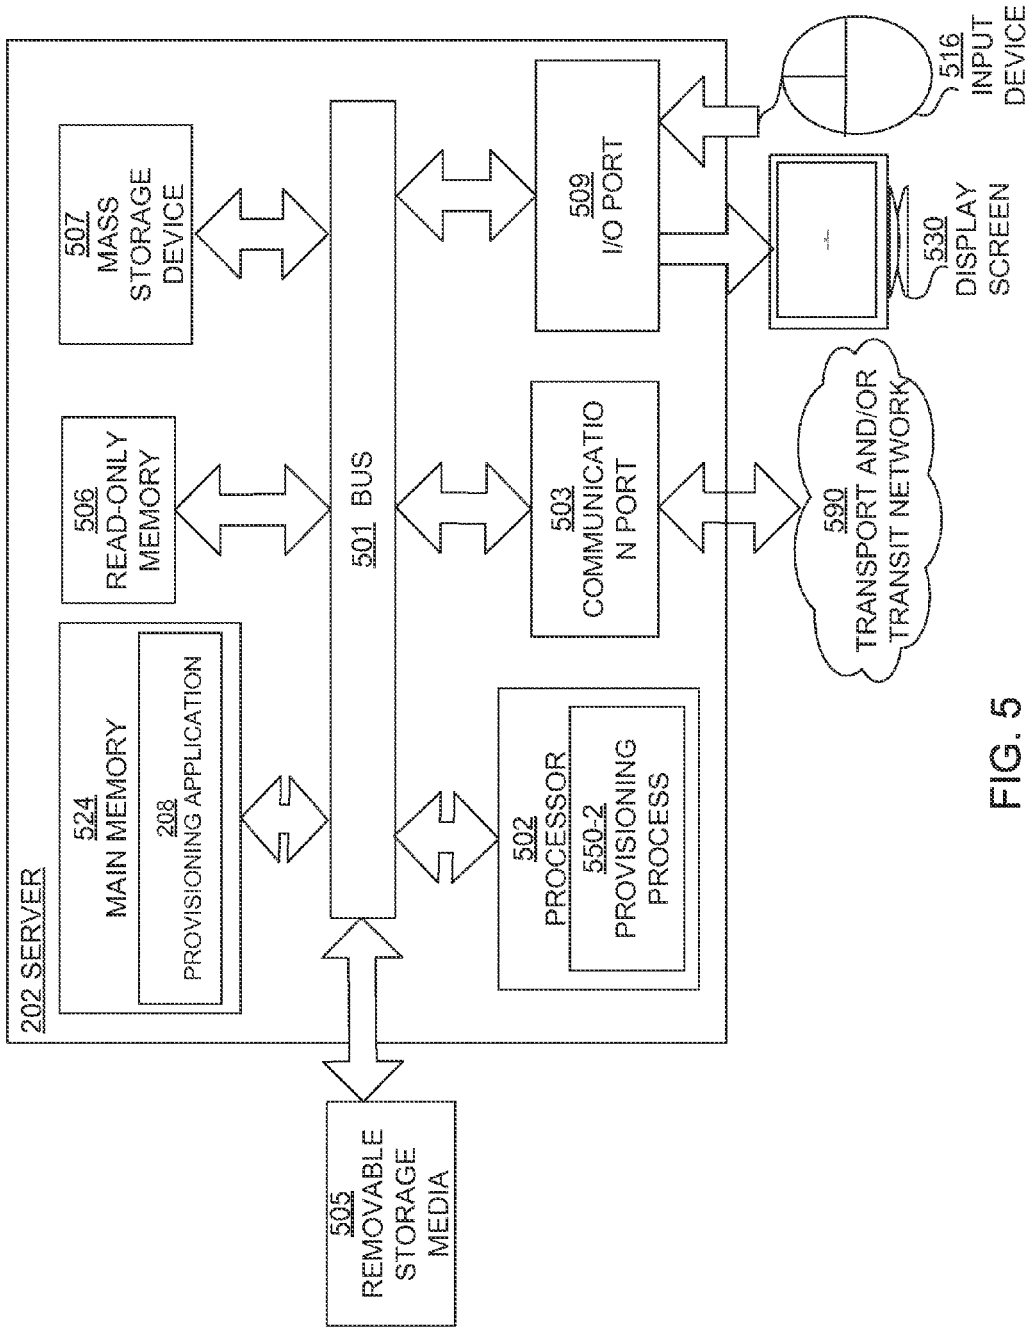 202 SERVER
524
MAIN MEMORY
208
PROVISIONING APPLICATION
506
READ-ONLY
MEMORY
507
MASS
STORAGE
DEVICE
505
REMOVABLE
STORAGE
MEDIA
501 BUS
502
PROCESSOR
550-2
PROVISIONING
PROCESS
503
COMMUNICATIO
N PORT
509
I/O PORT
590
TRANSPORT AND/OR
TRANSIT NETWORK
530
DISPLAY
SCREEN
516
INPUT
DEVICE
FIG. 5